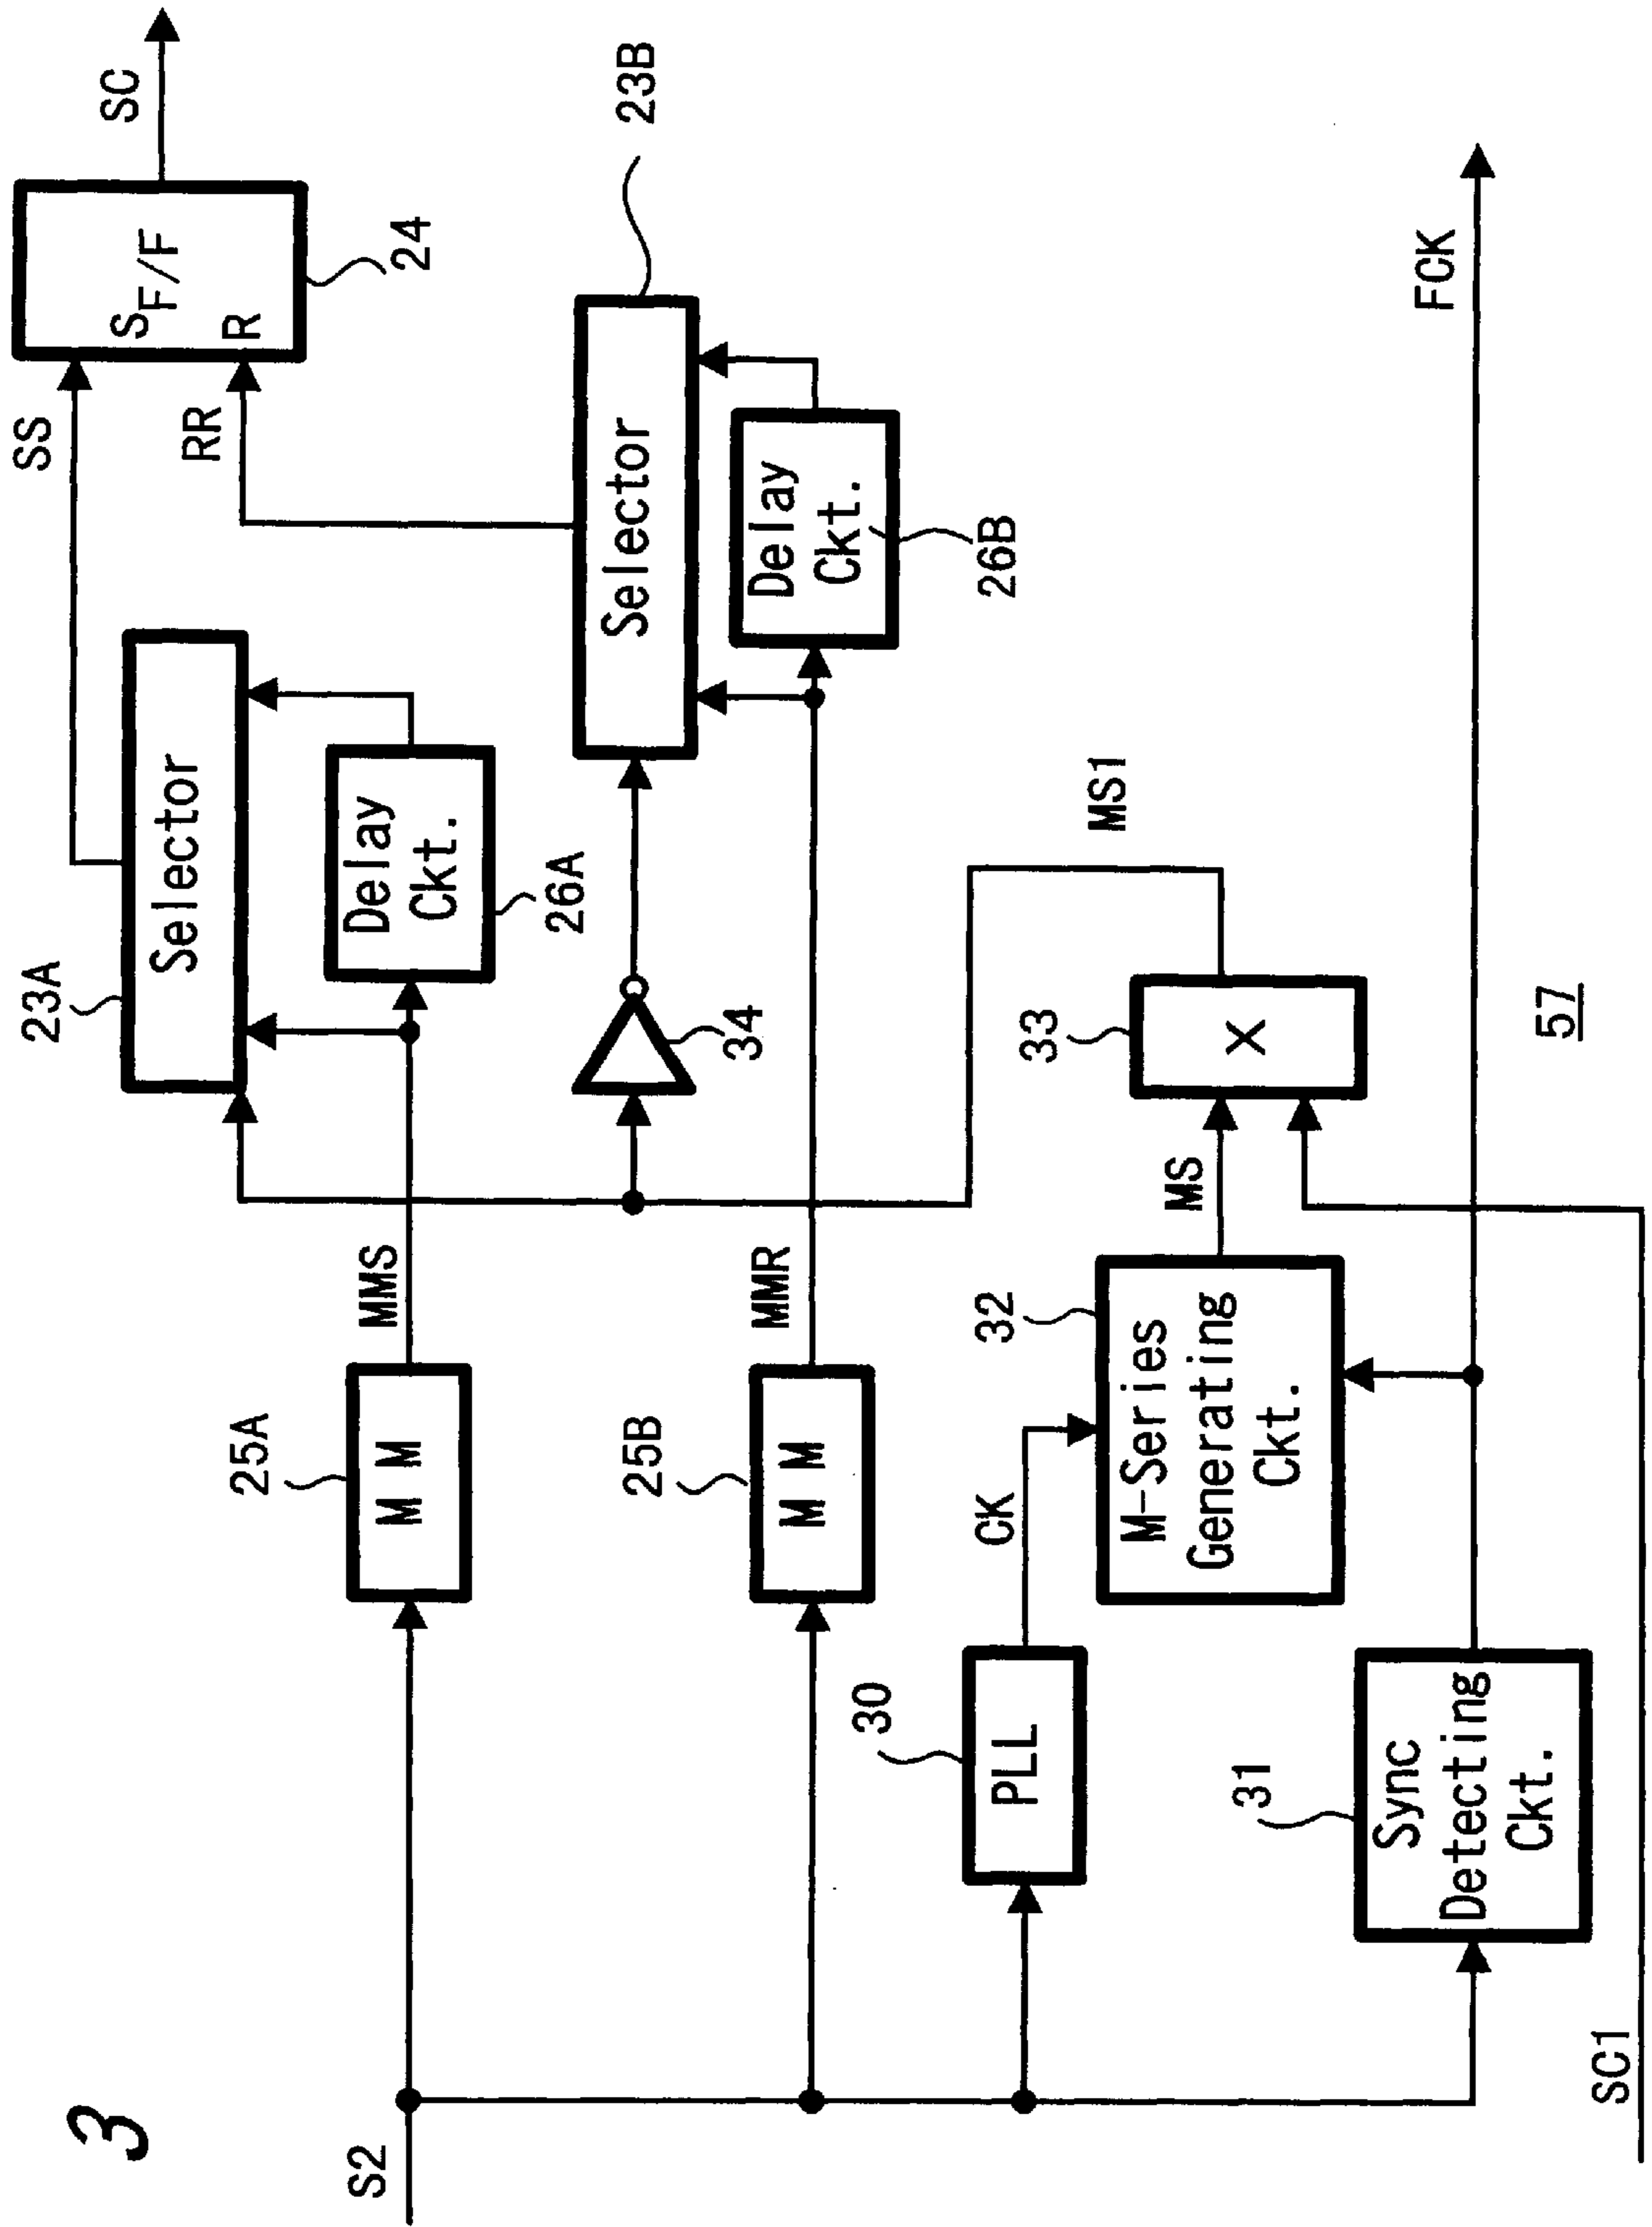 3
S2
25A
M M
MMS
23A
Selector
SS
Delay
Ckt.
26A
S F/F
R
24
SC
RR
25B
M M
MMR
34
Selector
23B
Delay
Ckt.
26B
30
PLL
CK
32
M-Series
Generating
Ckt.
MS
33
X
MS1
31
Sync
Detecting
Ckt.
FCK
SC1
57